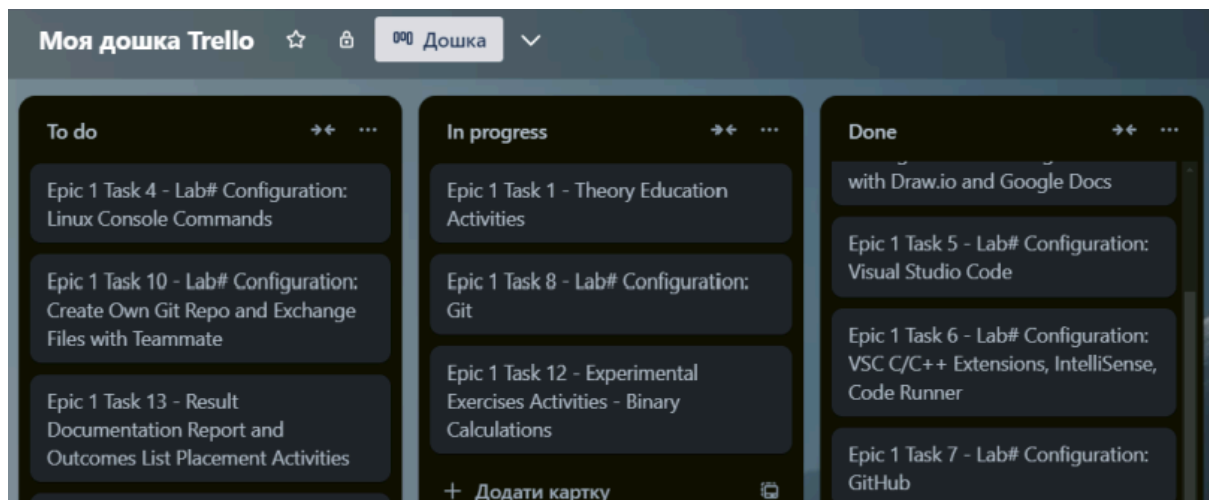 Моя дошка Trello
Дошка
To do
Epic 1 Task 4 - Lab# Configuration:
Linux Console Commands
Epic 1 Task 10 - Lab# Configuration:
Create Own Git Repo and Exchange
Files with Teammate
Epic 1 Task 13 - Result
Documentation Report and
Outcomes List Placement Activities
In progress
Epic 1 Task 1 - Theory Education
Activities
Epic 1 Task 8 - Lab# Configuration:
Git
Epic 1 Task 12 - Experimental
Exercises Activities - Binary
Calculations
+ Додати картку
Done
with Draw.io and Google Docs
Epic 1 Task 5 - Lab# Configuration:
Visual Studio Code
Epic 1 Task 6 - Lab# Configuration:
VSC C/C++ Extensions, IntelliSense,
Code Runner
Epic 1 Task 7 - Lab# Configuration:
GitHub